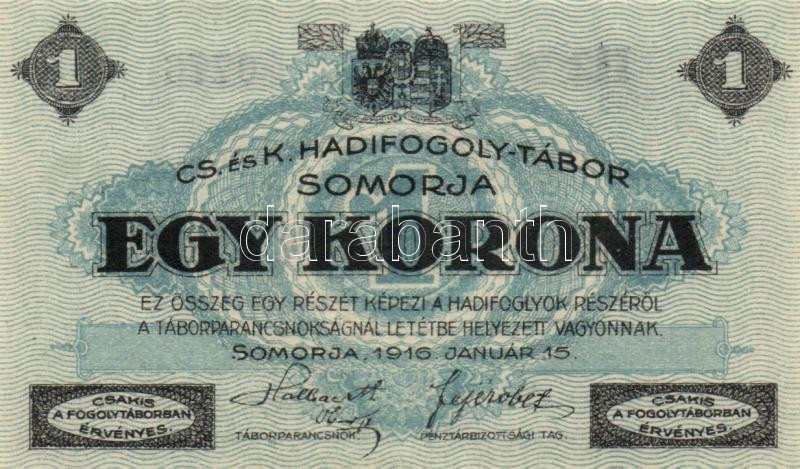 1 1
CS. ÉS K. HADIFOGOLY-TÁBOR
SOMORJA
EGY KORONA
1
darabanth
EZ ÖSSZEG EGY RÉSZÉT KÉPEZI A HADIFOGLYOK RÉSZÉRŐL
A TÁBORPARANCSNOKSÁGNÁL LETÉTBE HELYEZETT VAGYONNAK.
SOMORJA, 1916. JANUÁR 15.
CSAKIS
A FOGOLYTÁBORBAN
ÉRVÉNYES.
TÁBORPARANCSNOK. PÉNZTÁRBIZOTTSÁGI TAG.
CSAKIS
A FOGOLYTÁBORBAN
ÉRVÉNYES.